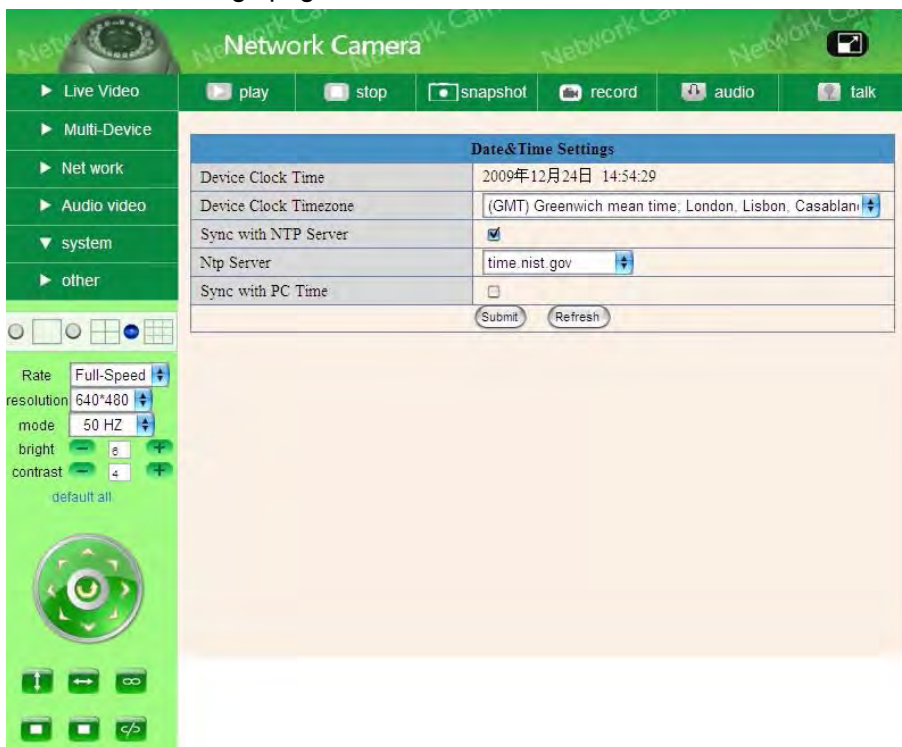 Network Camera
Live Video
play stop snapshot record audio talk
Multi-Device
Net work
Audio video
system
other
Date&Time Settings
Device Clock Time 2009年12月24日 14:54:29
Device Clock Timezone (GMT) Greenwich mean time; London, Lisbon,
Sync with NTP Server
Ntp Server time.nist.gov
Sync with PC Time
Submit Refresh
Rate Full-Speed
resolution 640*480
mode 50 HZ
bright 6
contrast 4
default all